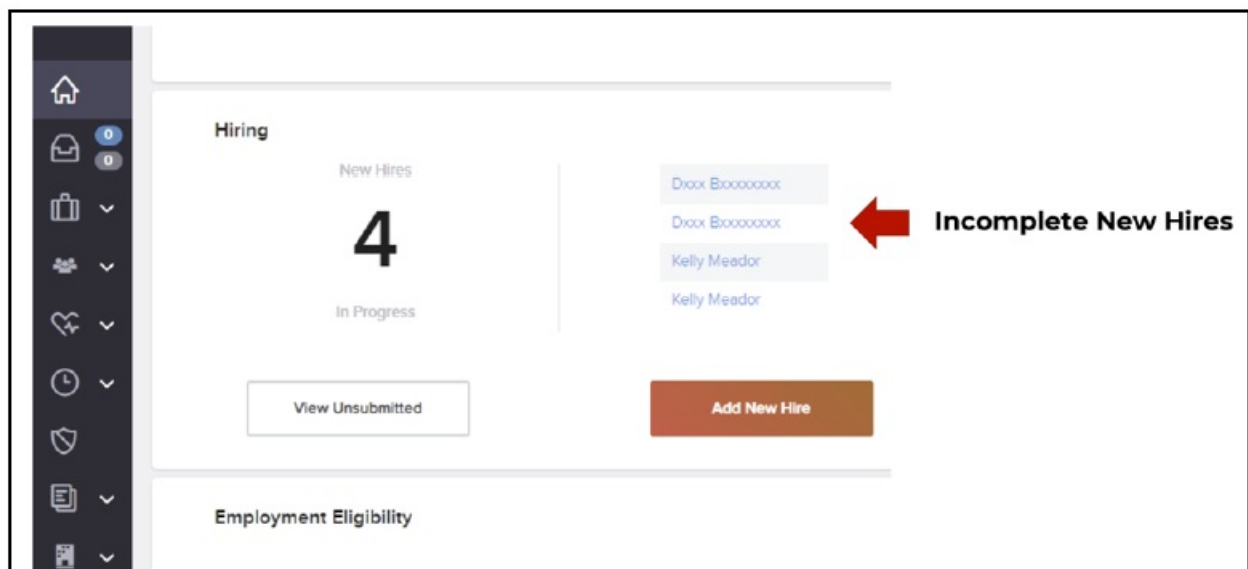 0
0
Hiring
New Hires
4
In Progress
Dxxx Bxxxxxxxx
Dxxx Bxxxxxxxx
Kelly Meador
Kelly Meador
Incomplete New Hires
View Unsubmitted
Add New Hire
Employment Eligibility